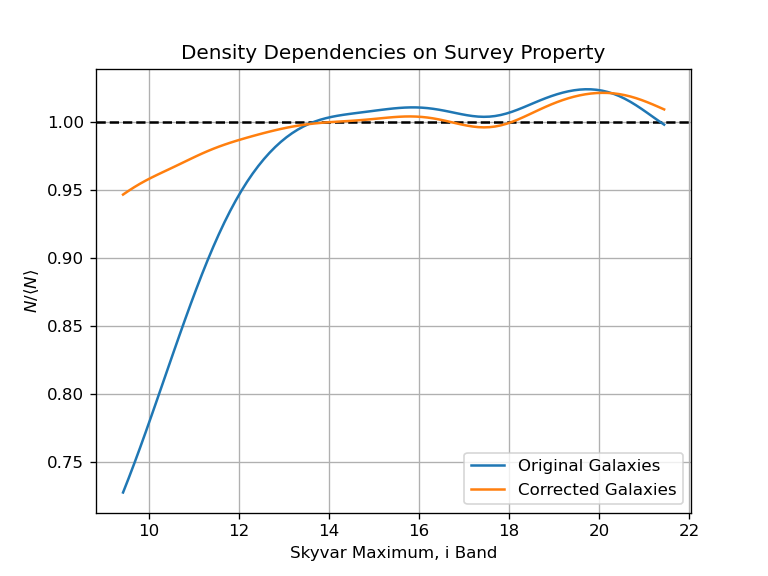 Density Dependencies on Survey Property
N/⟨N⟩
1.00
0.95
0.90
0.85
0.80
0.75
10 12 14 16 18 20 22
Skyvar Maximum, i Band
Original Galaxies
Corrected Galaxies